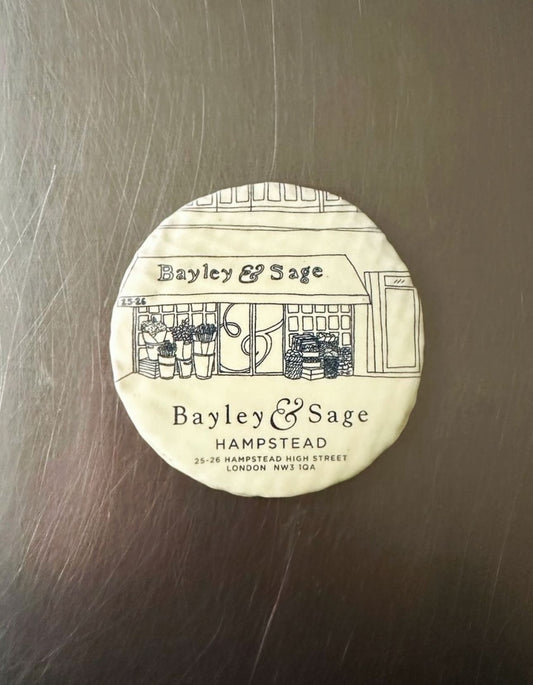 Bayley & Sage
25-26
Bayley & Sage
HAMPSTEAD
25-26 HAMPSTEAD HIGH STREET
LONDON NW3 1QA